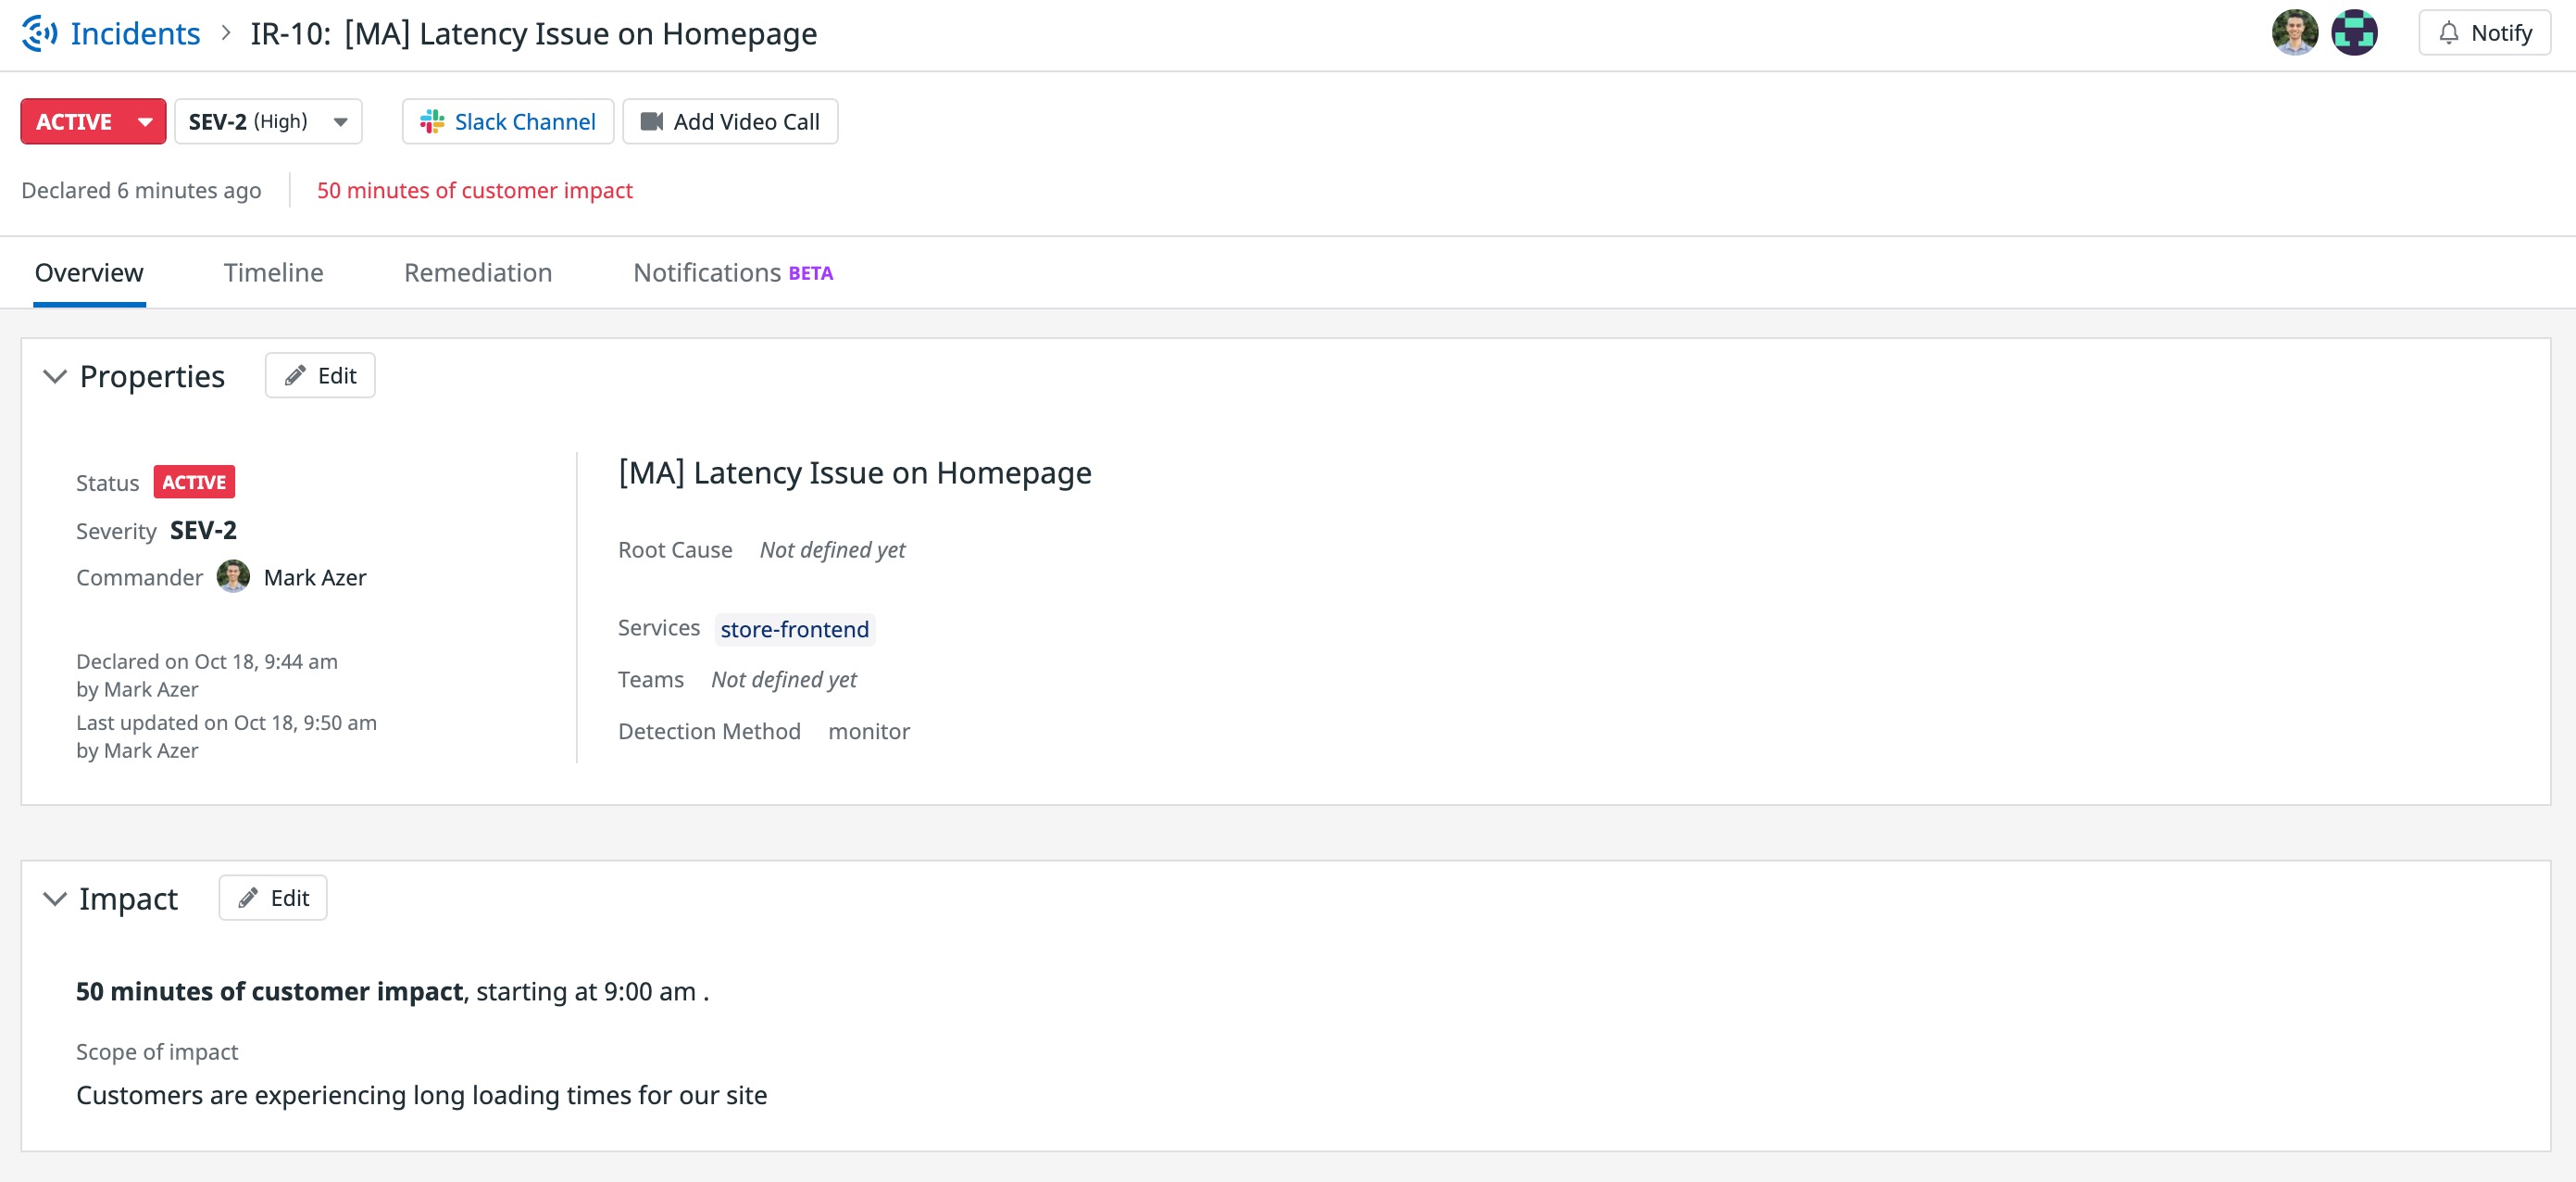 Incidents > IR-10: [MA] Latency Issue on Homepage
Notify
ACTIVE
SEV-2 (High)
Slack Channel
Add Video Call
Declared 6 minutes ago
50 minutes of customer impact
Overview
Timeline
Remediation
Notifications BETA
Properties
Edit
Status ACTIVE
Severity SEV-2
Commander Mark Azer
Declared on Oct 18, 9:44 am
by Mark Azer
Last updated on Oct 18, 9:50 am
by Mark Azer
[MA] Latency Issue on Homepage
Root Cause Not defined yet
Services store-frontend
Teams Not defined yet
Detection Method monitor
Impact
Edit
50 minutes of customer impact, starting at 9:00 am .
Scope of impact
Customers are experiencing long loading times for our site